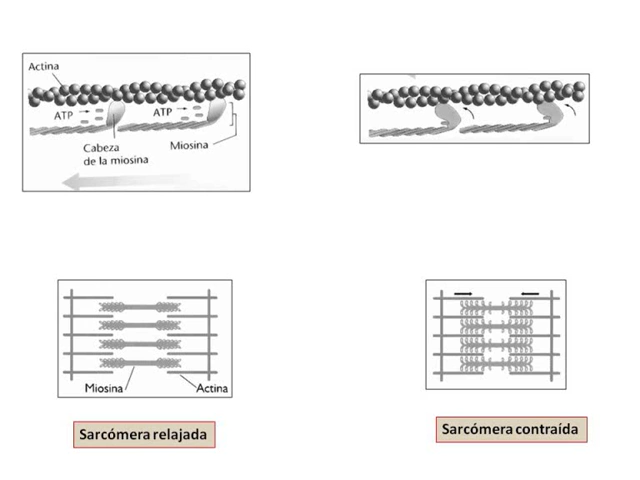 Actina
ATP
ATP
Cabeza
de la miosina
Miosina
Miosina
Actina
Sarcómera relajada
Sarcómera contraída